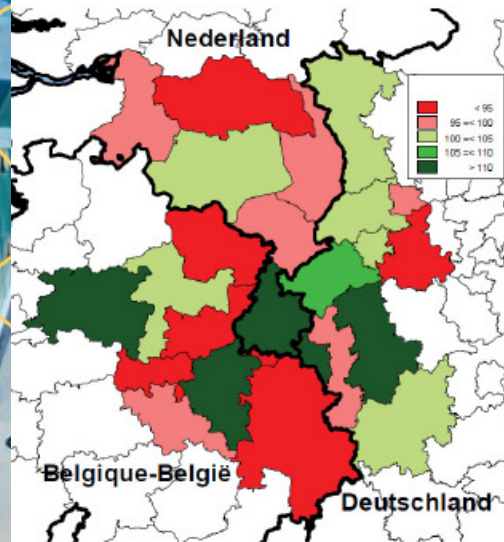 Nederland
< 95
95 =< 100
100 =< 105
105 =< 110
> 110
Belgique-België
Deutschland